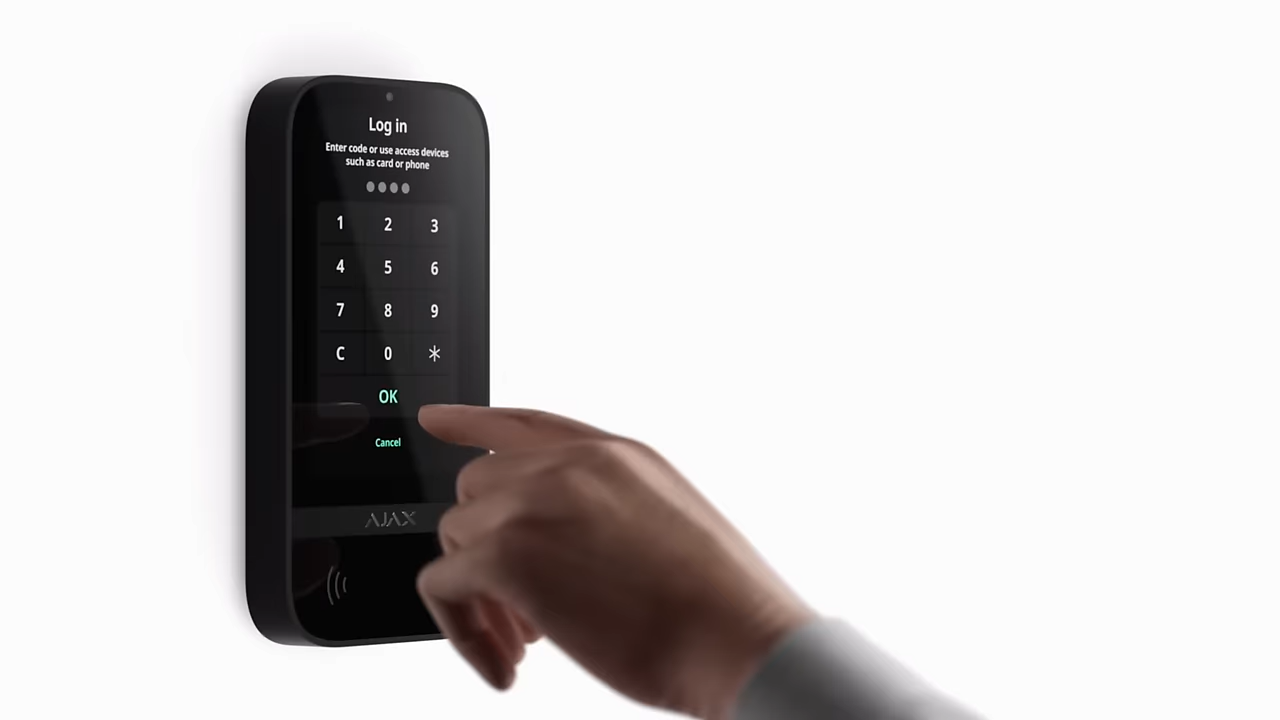 Log in
Enter code or use access devices
such as card or phone
1 2 3
4 5 6
7 8 9
C 0 *
OK
Cancel
AJAX